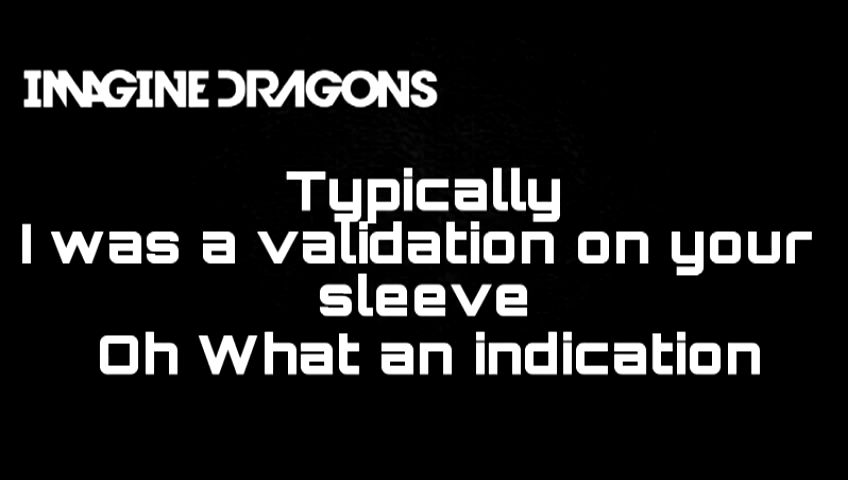 IMAGINE DRAGONS
Typically
I was a validation on your
sleeve
Oh What an indication